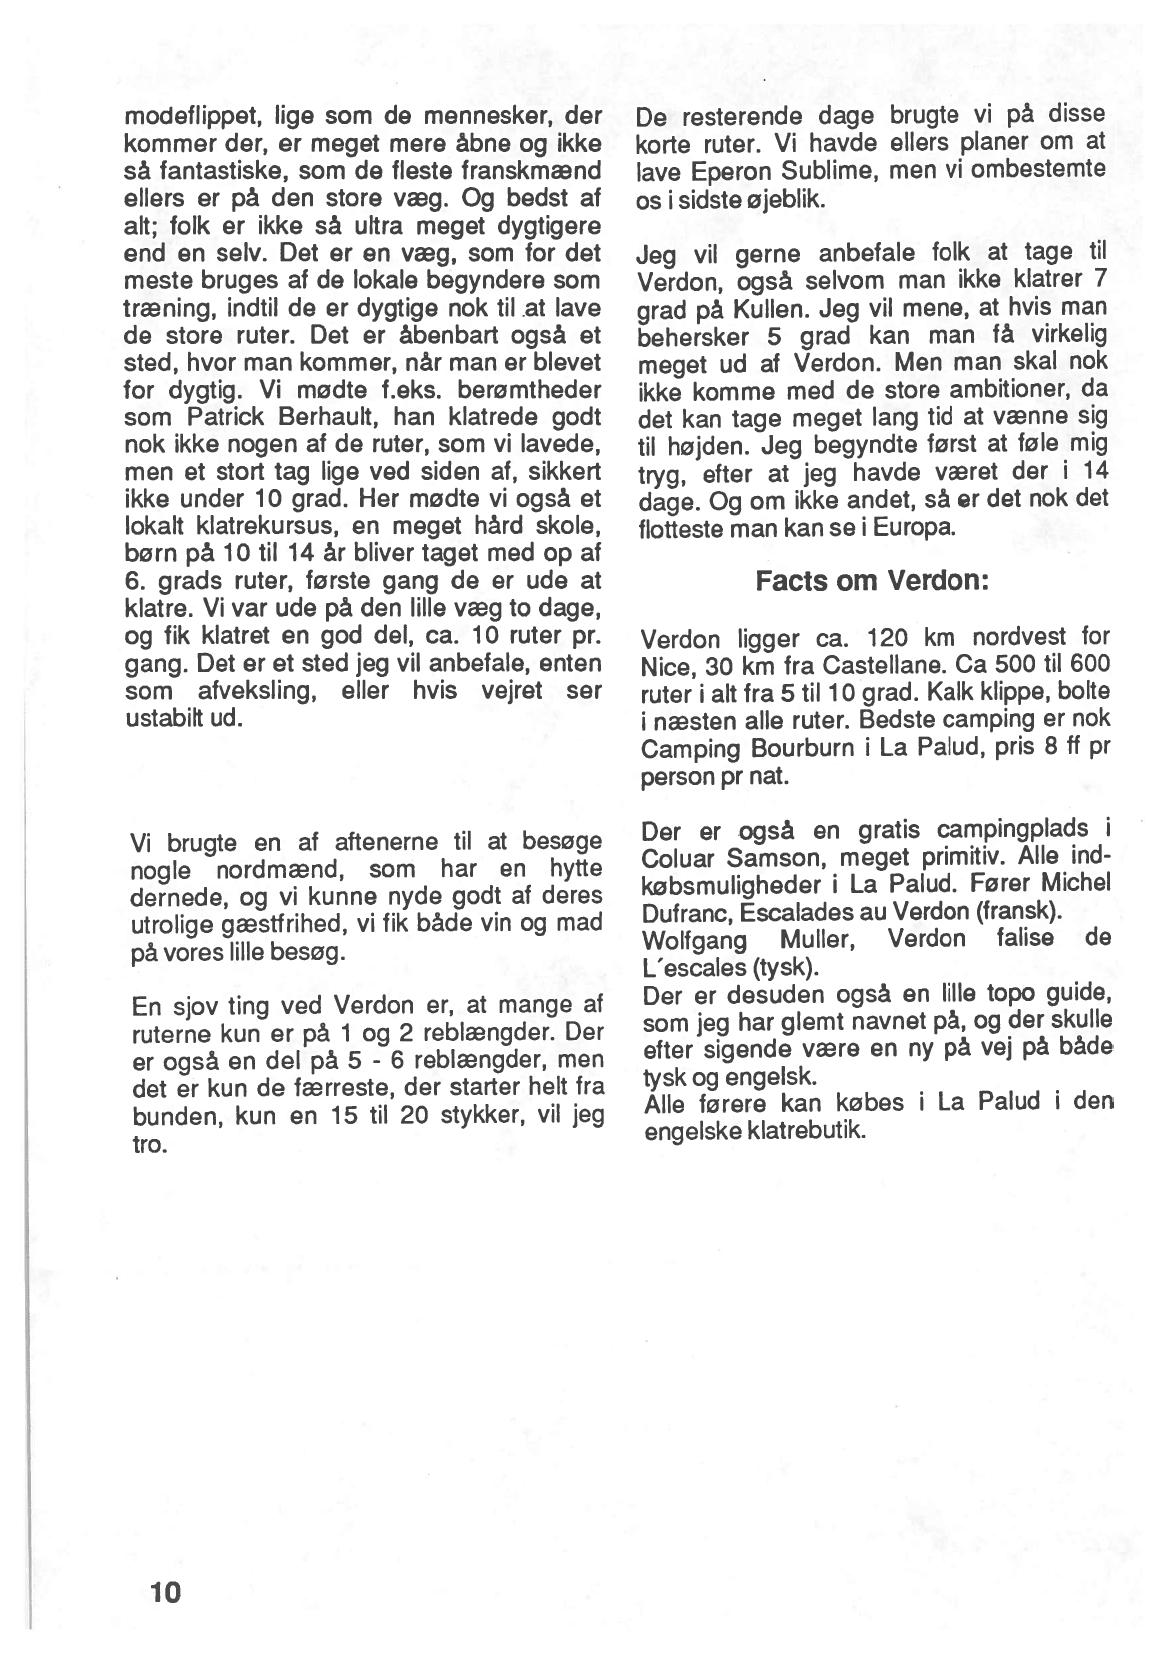 modeflippet, lige som de mennesker, der
kommer der, er meget mere åbne og ikke
så fantastiske, som de fleste franskmænd
ellers er på den store væg. Og bedst af
alt; folk er ikke så ultra meget dygtigere
end en selv. Det er en væg, som for det
meste bruges af de lokale begyndere som
træning, indtil de er dygtige nok til at lave
de store ruter. Det er åbenbart også et
sted, hvor man kommer, når man er blevet
for dygtig. Vi mødte f.eks. berømtheder
som Patrick Berhault, han klatrede godt
nok ikke nogen af de ruter, som vi lavede,
men et stort tag lige ved siden af, sikkert
ikke under 10 grad. Her mødte vi også et
lokalt klatrekursus, en meget hård skole,
børn på 10 til 14 år bliver taget med op af
6. grads ruter, første gang de er ude at
klatre. Vi var ude på den lille væg to dage,
og fik klatret en god del, ca. 10 ruter pr.
gang. Det er et sted jeg vil anbefale, enten
som afveksling, eller hvis vejret ser
ustabilt ud.

Vi brugte en af aftenerne til at besøge
nogle nordmænd, som har en hytte
dernede, og vi kunne nyde godt af deres
utrolige gæstfrihed, vi fik både vin og mad
på vores lille besøg.

En sjov ting ved Verdon er, at mange af
ruterne kun er på 1 og 2 reblængder. Der
er også en del på 5 - 6 reblængder, men
det er kun de færreste, der starter helt fra
bunden, kun en 15 til 20 stykker, vil jeg
tro.

De resterende dage brugte vi på disse
korte ruter. Vi havde ellers planer om at
lave Eperon Sublime, men vi ombestemte
os i sidste øjeblik.

Jeg vil gerne anbefale folk at tage til
Verdon, også selvom man ikke klatrer 7
grad på Kullen. Jeg vil mene, at hvis man
behersker 5 grad kan man få virkelig
meget ud af Verdon. Men man skal nok
ikke komme med de store ambitioner, da
det kan tage meget lang tid at vænne sig
til højden. Jeg begyndte først at føle mig
tryg, efter at jeg havde været der i 14
dage. Og om ikke andet, så er det nok det
flotteste man kan se i Europa.

Facts om Verdon:

Verdon ligger ca. 120 km nordvest for
Nice, 30 km fra Castellane. Ca 500 til 600
ruter i alt fra 5 til 10 grad. Kalk klippe, bolte
i næsten alle ruter. Bedste camping er nok
Camping Bourburn i La Palud, pris 8 ff pr
person pr nat.

Der er også en gratis campingplads i
Coluar Samson, meget primitiv. Alle ind-
købsmuligheder i La Palud. Fører Michel
Dufranc, Escalades au Verdon (fransk).
Wolfgang Muller, Verdon falise de
L´escales (tysk).
Der er desuden også en lille topo guide,
som jeg har glemt navnet på, og der skulle
efter sigende være en ny på vej på både
tysk og engelsk.
Alle førere kan købes i La Palud i den
engelske klatrebutik.

10